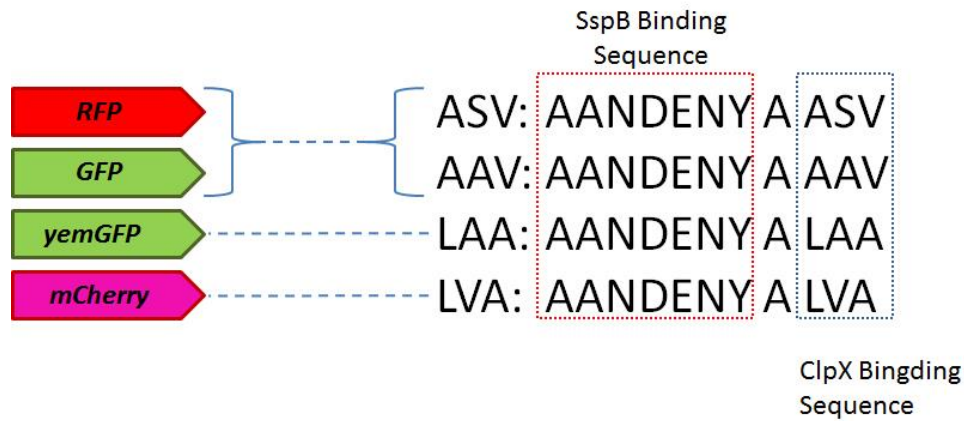 SspB Binding
Sequence
RFP
ASV: AANDENY A ASV
GFP
AAV: AANDENY A AAV
yemGFP
LAA: AANDENY A LAA
mCherry
LVA: AANDENY A LVA
ClpX Bingding
Sequence